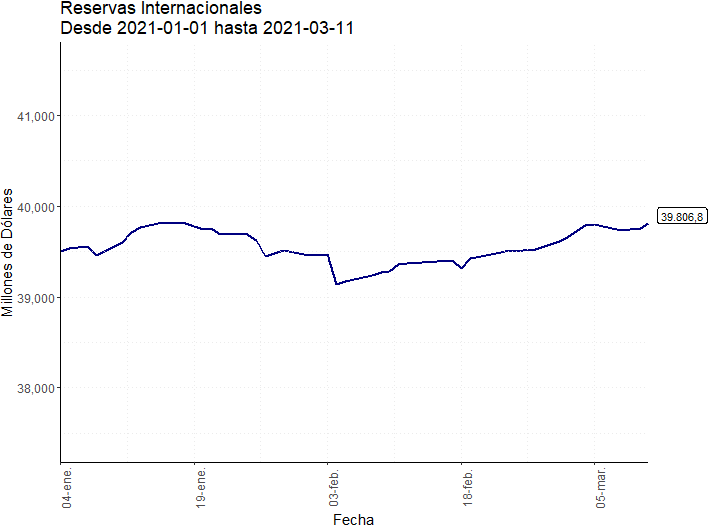 Reservas Internacionales
Desde 2021-01-01 hasta 2021-03-11
Millones de Dólares
41,000
40,000
39,000
38,000
39.806,8
04-ene.
19-ene.
03-feb.
18-feb.
05-mar.
Fecha